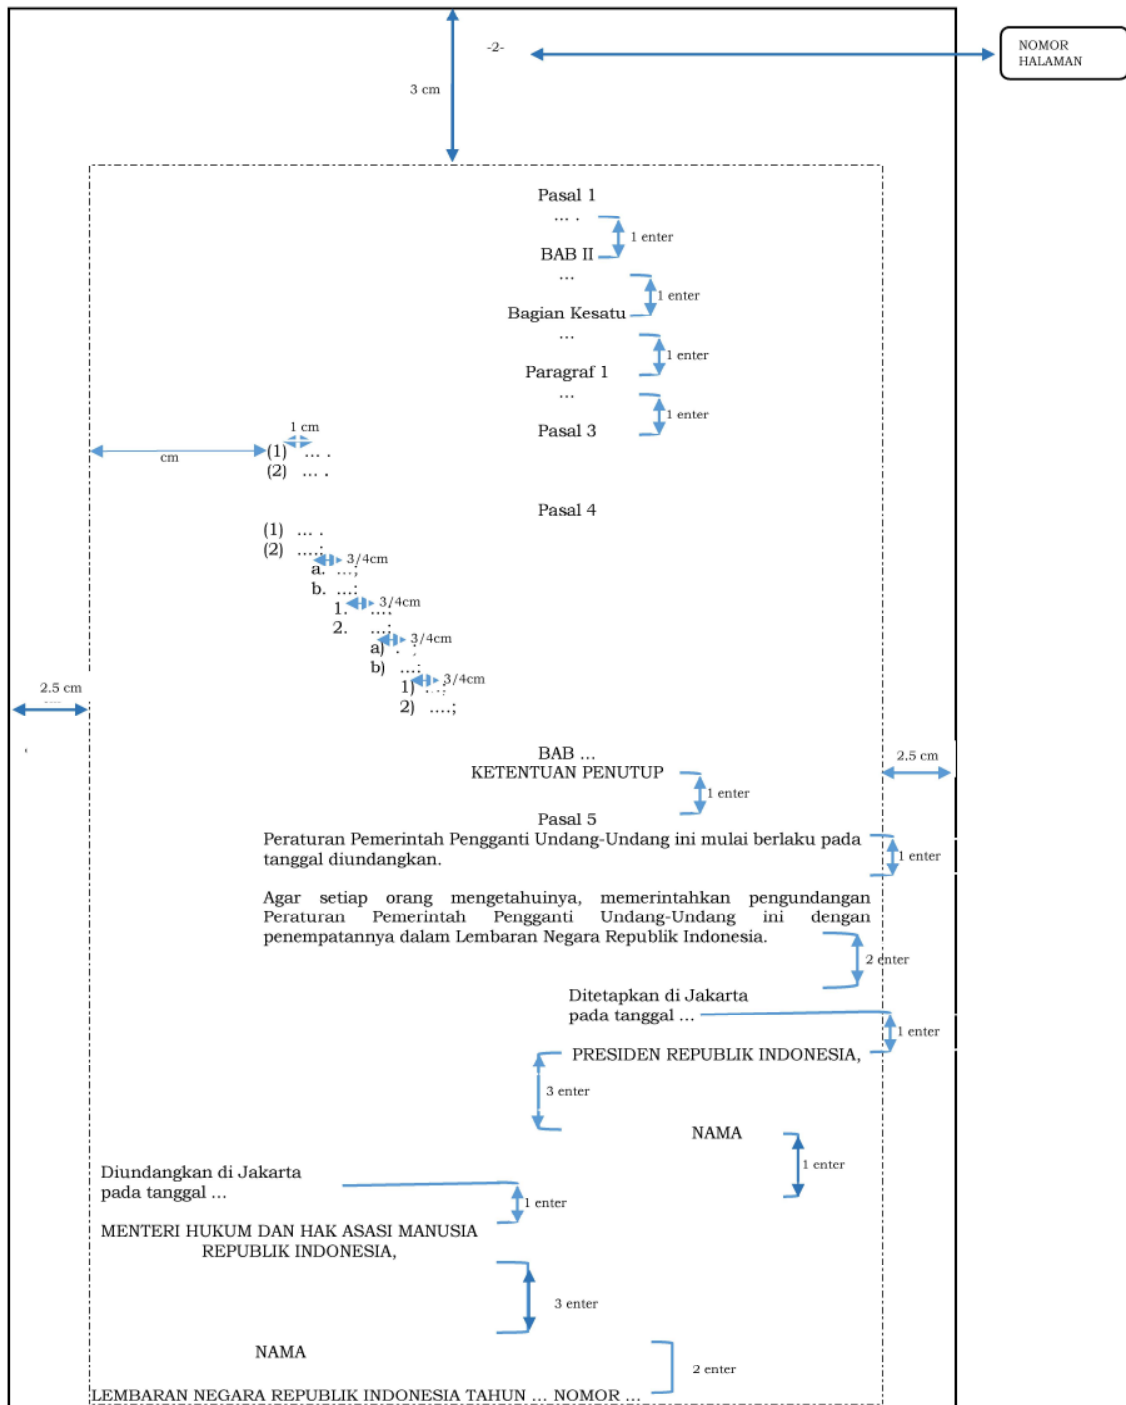 -2-
NOMOR
HALAMAN
3 cm
Pasal 1
... .
1 enter
BAB II
...
1 enter
Bagian Kesatu
...
1 enter
Paragraf 1
...
1 enter
Pasal 3
1 cm
cm
(1) ... .
(2) ... .
Pasal 4
(1) ... .
(2) ....:
3/4cm
a. ...;
b. ...:
3/4cm
1. ....;
2. ...:
3/4cm
a) . ;
b) ...:
3/4cm
1) ...;
2) ....;
2.5 cm
BAB ...
2.5 cm
KETENTUAN PENUTUP
1 enter
Pasal 5
Peraturan Pemerintah Pengganti Undang-Undang ini mulai berlaku pada
tanggal diundangkan.
1 enter
Agar setiap orang mengetahuinya, memerintahkan pengundangan
Peraturan Pemerintah Pengganti Undang-Undang ini dengan
penempatannya dalam Lembaran Negara Republik Indonesia.
2 enter
Ditetapkan di Jakarta
pada tanggal ...
1 enter
PRESIDEN REPUBLIK INDONESIA,
3 enter
NAMA
1 enter
Diundangkan di Jakarta
pada tanggal ...
1 enter
MENTERI HUKUM DAN HAK ASASI MANUSIA
REPUBLIK INDONESIA,
3 enter
NAMA
2 enter
LEMBARAN NEGARA REPUBLIK INDONESIA TAHUN ... NOMOR ...